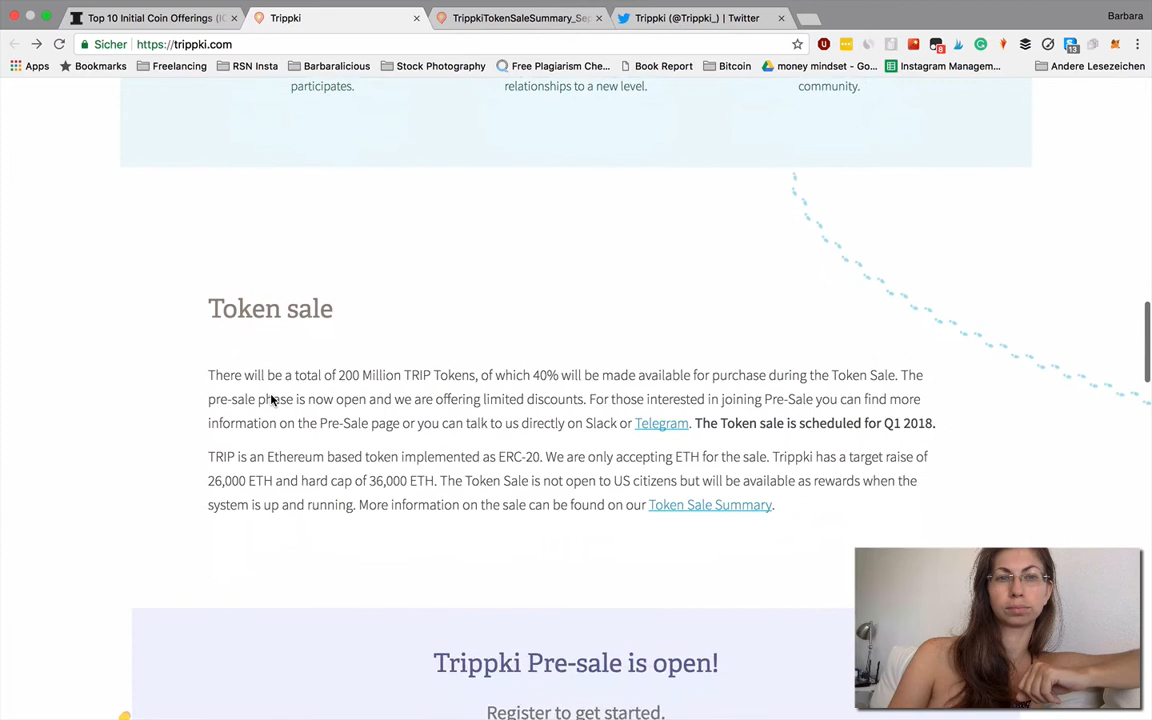 Top 10 Initial Coin Offerings (I
Trippki
TrippkiTokenSaleSummary_Se
Trippki (@Trippki_) | Twitter
Barbara
Sicher
https://trippki.com
8
13
Apps
Bookmarks
Freelancing
RSN Insta
Barbaralicious
Stock Photography
Free Plagiarism Che...
Book Report
Bitcoin
money mindset - Go...
Instagram Managem...
Andere Lesezeichen
participates.
relationships to a new level.
community.
Token sale
There will be a total of 200 Million TRIP Tokens, of which 40% will be made available for purchase during the Token Sale. The
pre-sale phase is now open and we are offering limited discounts. For those interested in joining Pre-Sale you can find more
information on the Pre-Sale page or you can talk to us directly on Slack or Telegram. The Token sale is scheduled for Q1 2018.
TRIP is an Ethereum based token implemented as ERC-20. We are only accepting ETH for the sale. Trippki has a target raise of
26,000 ETH and hard cap of 36,000 ETH. The Token Sale is not open to US citizens but will be available as rewards when the
system is up and running. More information on the sale can be found on our Token Sale Summary.
Trippki Pre-sale is open!
Register to get started.